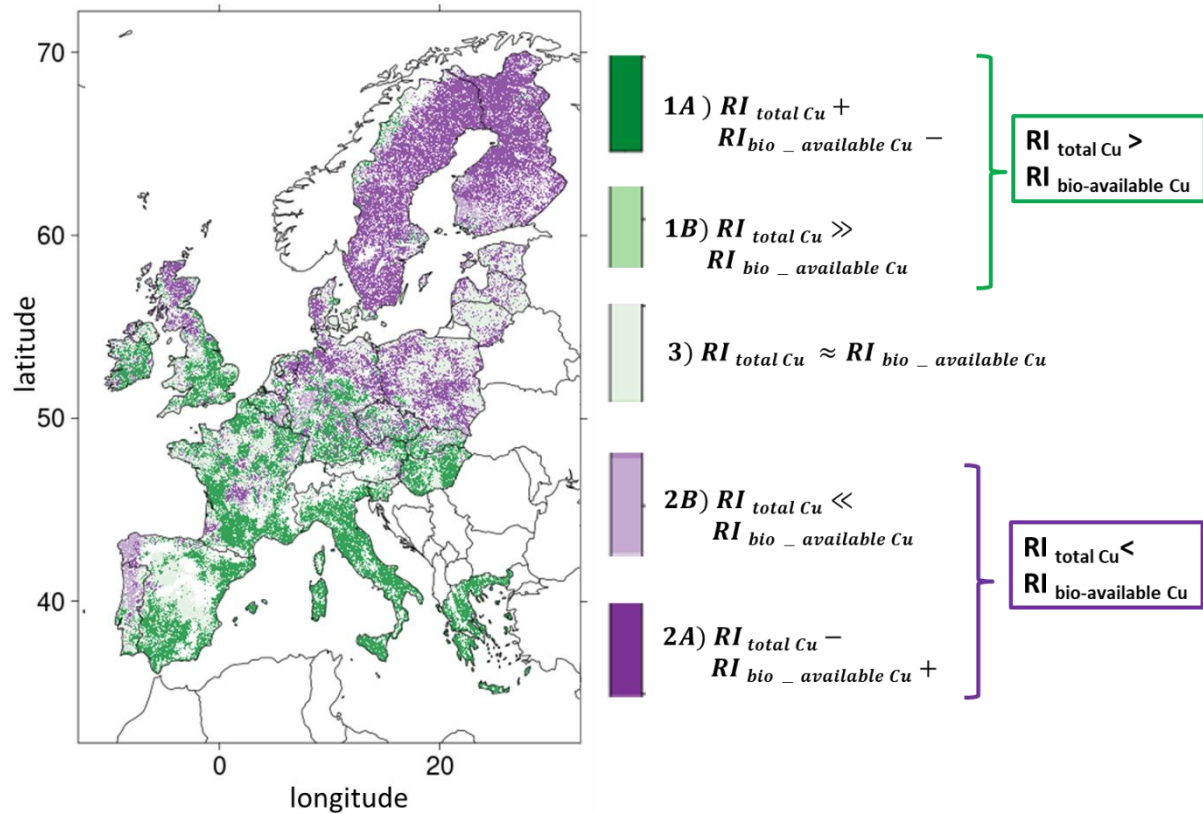 70
60
50
40
latitude
0
20
longitude
1A ) RI total Cu +
RI bio _ available Cu −
1B) RI total Cu ≫
RI bio _ available Cu
3) RI total Cu ≈ RI bio _ available Cu
2B) RI total Cu ≪
RI bio _ available Cu
2A) RI total Cu −
RI bio _ available Cu +
RI total Cu >
RI bio-available Cu
RI total Cu <
RI bio-available Cu